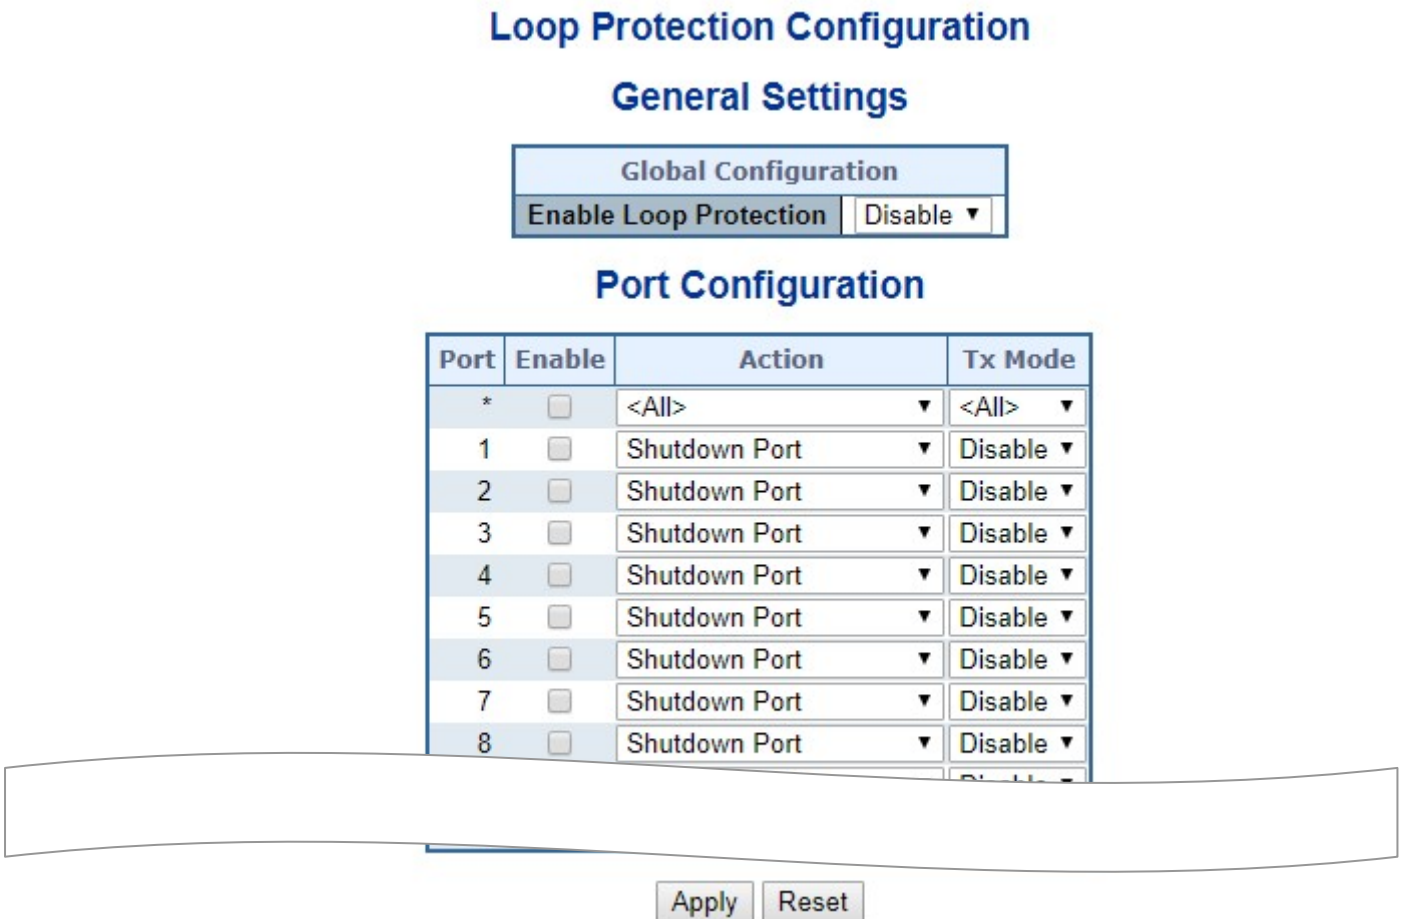 Loop Protection Configuration
General Settings
Global Configuration
Enable Loop Protection Disable
Port Configuration
Port Enable Action Tx Mode
* <All> <All>
1 Shutdown Port Disable
2 Shutdown Port Disable
3 Shutdown Port Disable
4 Shutdown Port Disable
5 Shutdown Port Disable
6 Shutdown Port Disable
7 Shutdown Port Disable
8 Shutdown Port Disable
Apply Reset